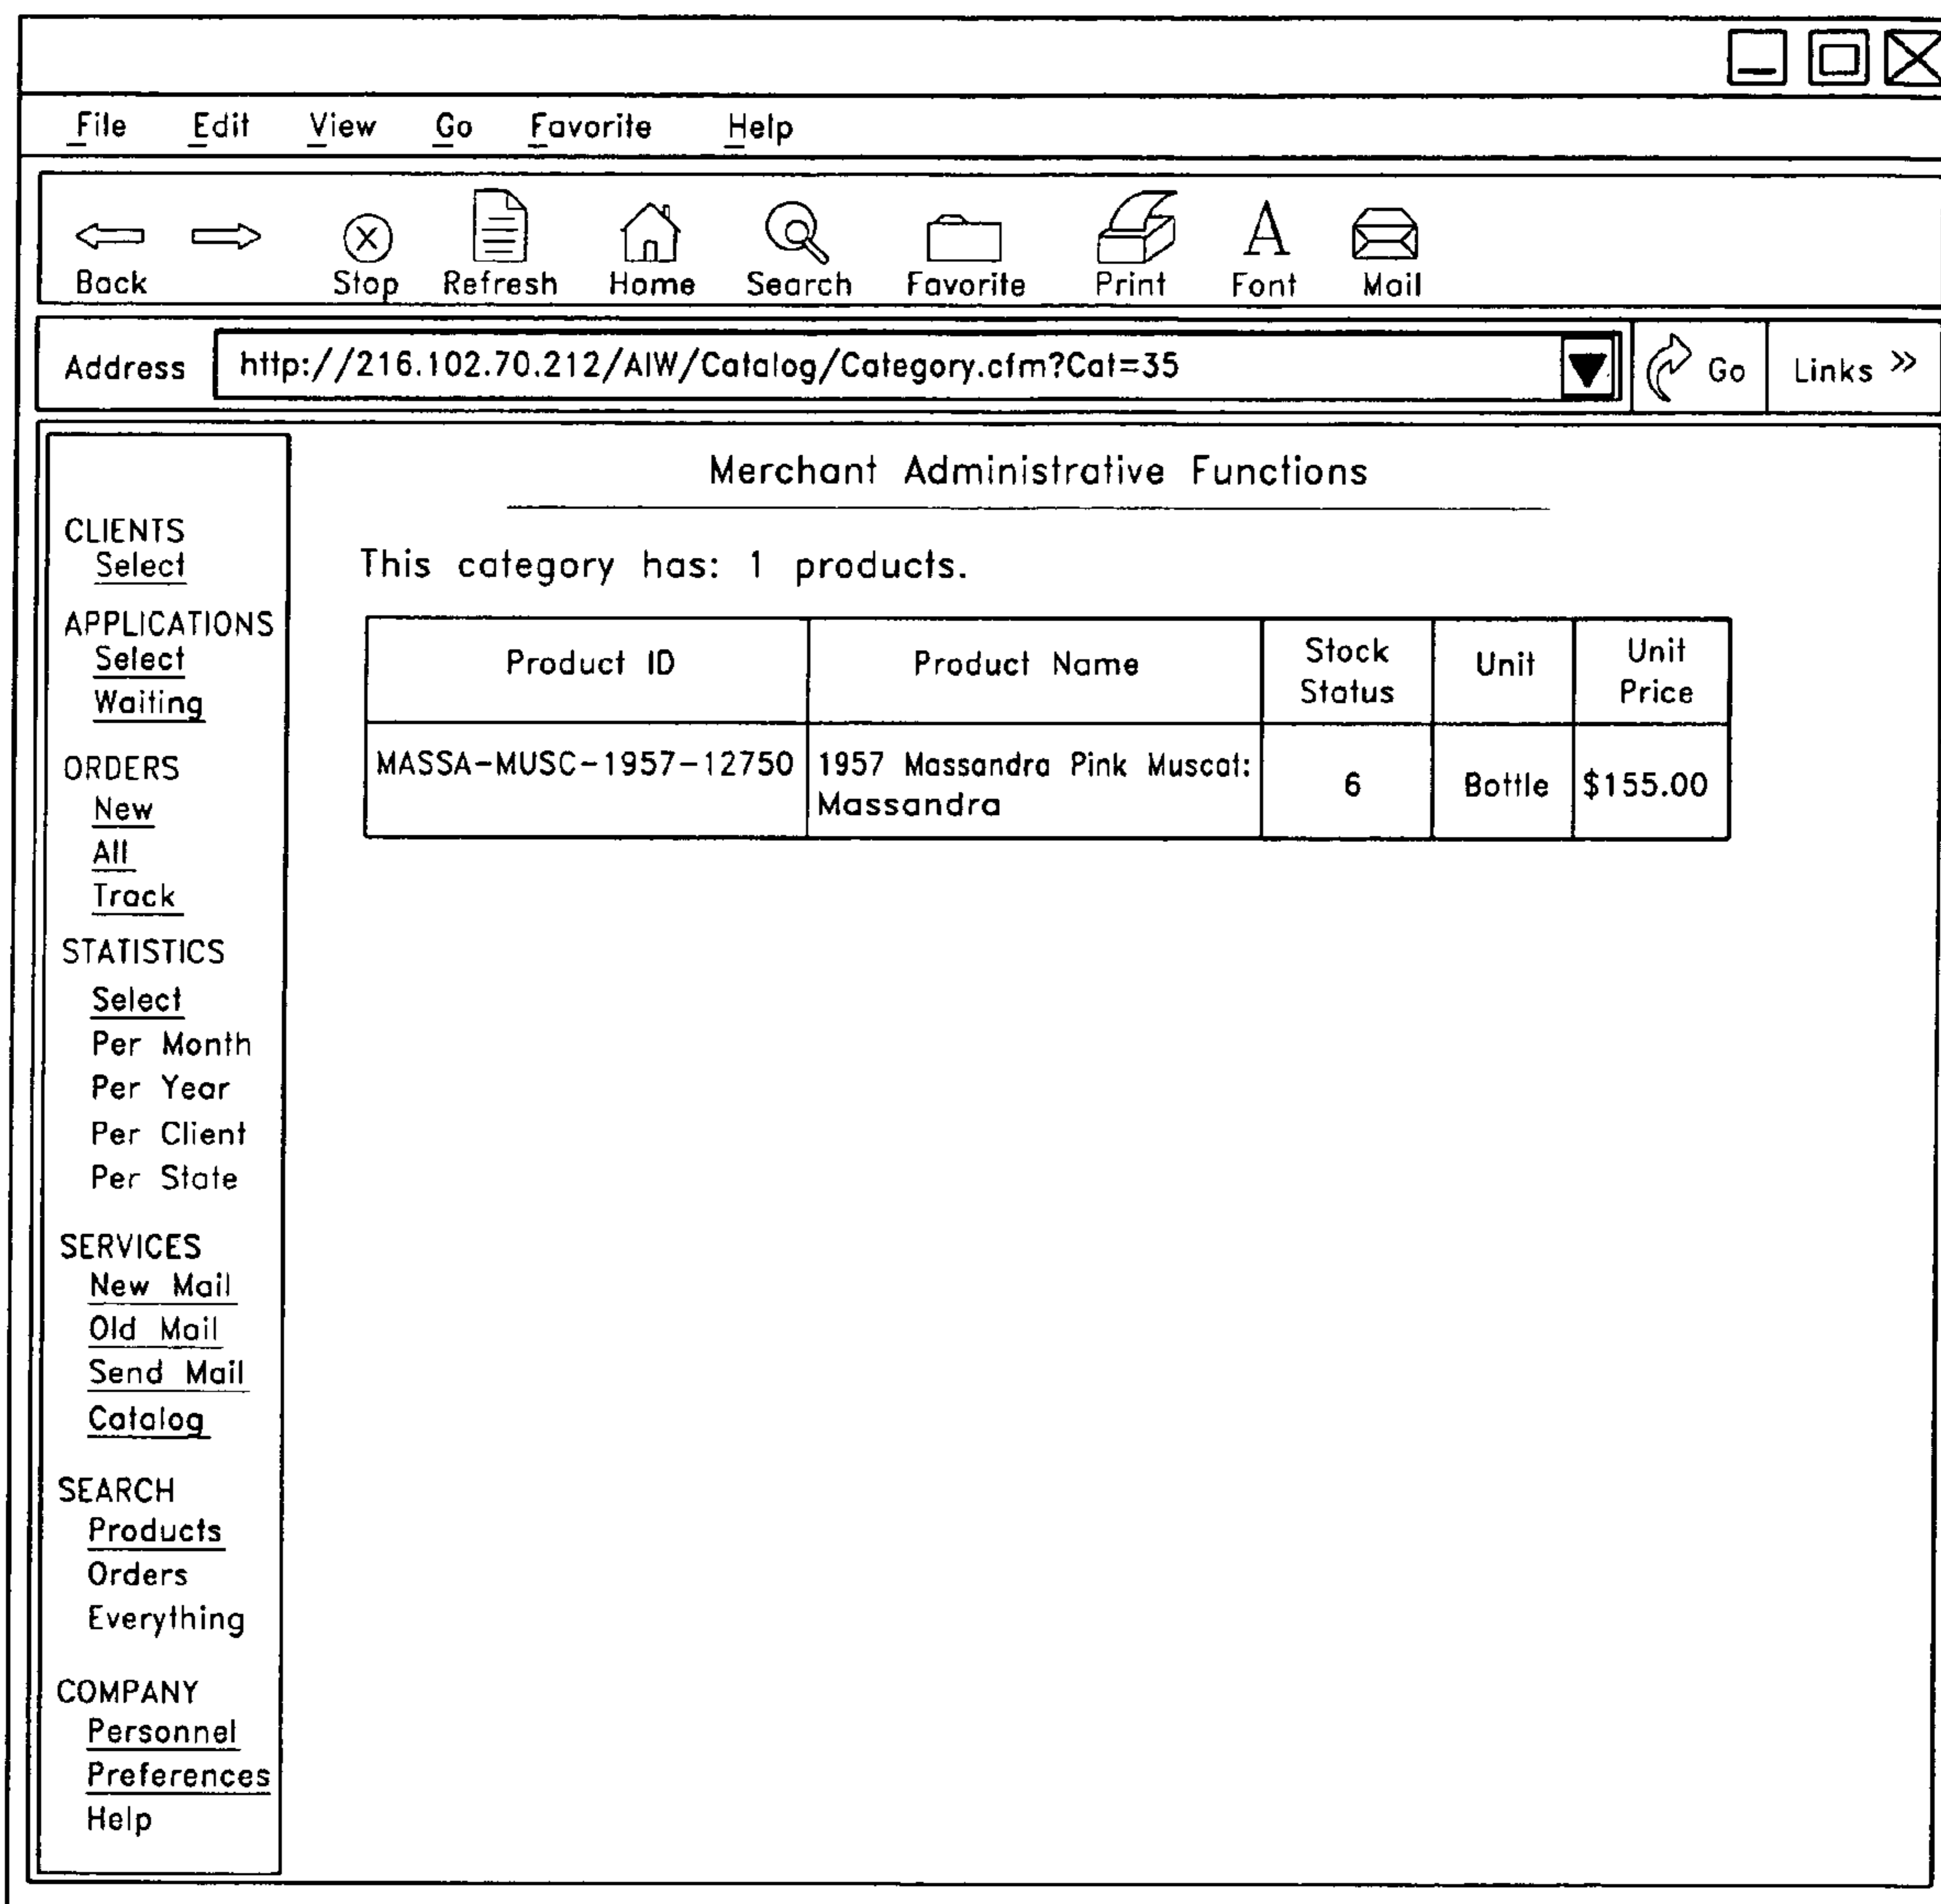 File Edit View Go Favorite Help
Back Stop Refresh Home Search Favorite Print Font Mail
Address http://216.102.70.212/AIW/Catalog/Category.cfm?Cat=35 Go Links >>
Merchant Administrative Functions
This category has: 1 products.
Product ID Product Name Stock Status Unit Unit Price
MASSA-MUSC-1957-12750 1957 Massandra Pink Muscat: Massandra 6 Bottle $155.00
CLIENTS
Select
APPLICATIONS
Select
Waiting
ORDERS
New
All
Track
STATISTICS
Select
Per Month
Per Year
Per Client
Per State
SERVICES
New Mail
Old Mail
Send Mail
Catalog
SEARCH
Products
Orders
Everything
COMPANY
Personnel
Preferences
Help